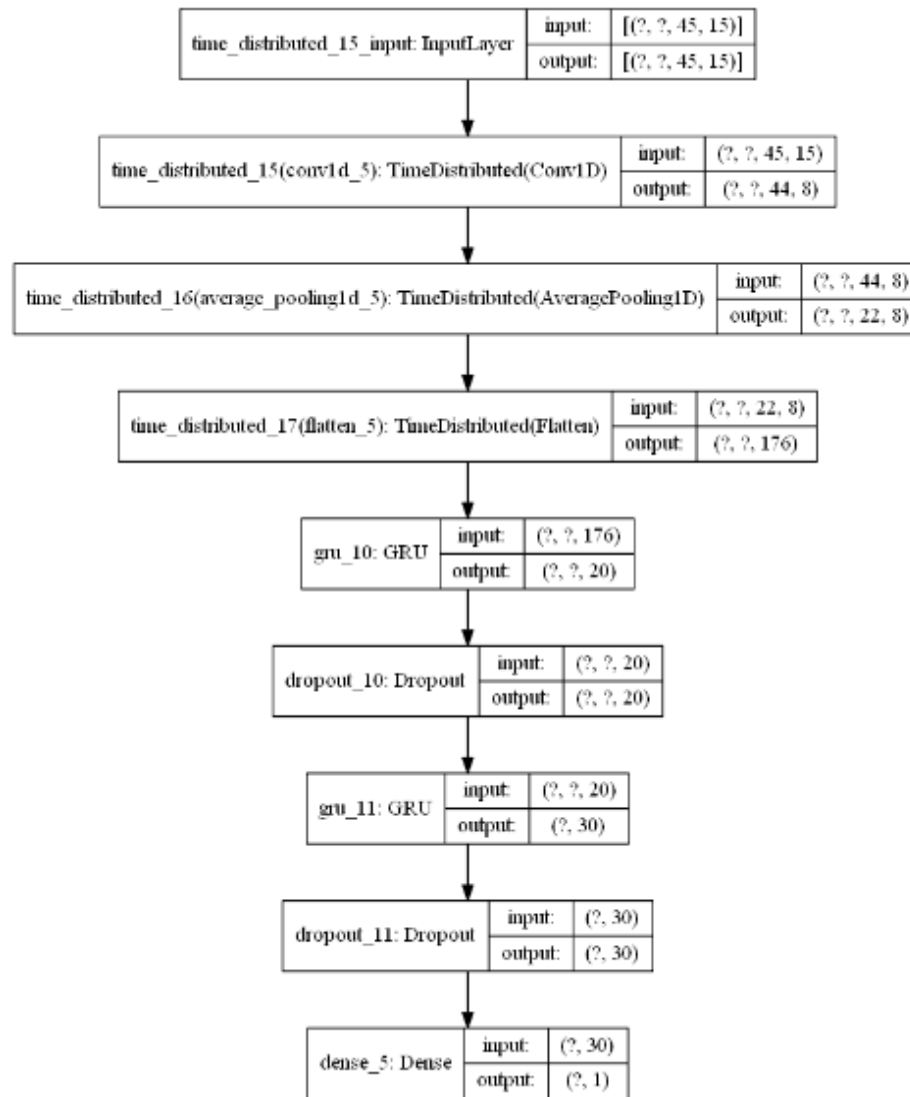 time_distributed_15_input: InputLayer
input: [(?, ?, 45, 15)]
output: [(?, ?, 45, 15)]
time_distributed_15(conv1d_5): TimeDistributed(Conv1D)
input: (?, ?, 45, 15)
output: (?, ?, 44, 8)
time_distributed_16(average_pooling1d_5): TimeDistributed(AveragePooling1D)
input: (?, ?, 44, 8)
output: (?, ?, 22, 8)
time_distributed_17(flatten_5): TimeDistributed(Flatten)
input: (?, ?, 22, 8)
output: (?, ?, 176)
gru_10: GRU
input: (?, ?, 176)
output: (?, ?, 20)
dropout_10: Dropout
input: (?, ?, 20)
output: (?, ?, 20)
gru_11: GRU
input: (?, ?, 20)
output: (?, 30)
dropout_11: Dropout
input: (?, 30)
output: (?, 30)
dense_5: Dense
input: (?, 30)
output: (?, 1)